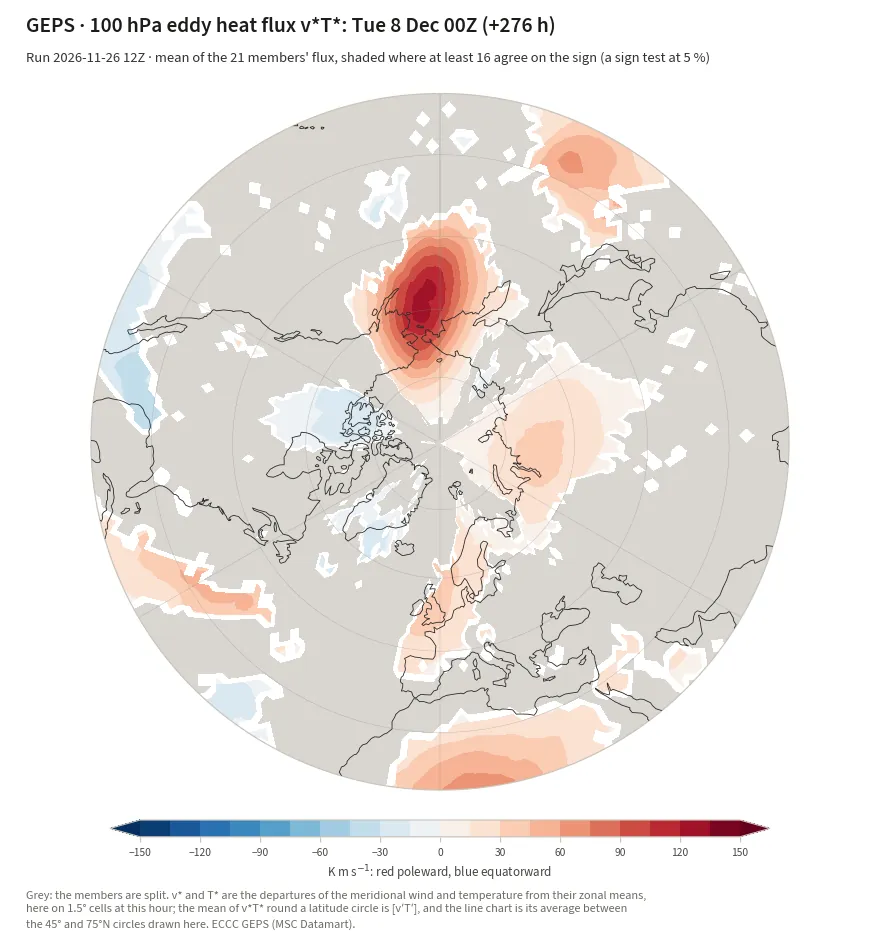 GEPS · 100 hPa eddy heat flux v*T*: Tue 8 Dec 00Z (+276 h)
Run 2026-11-26 12Z · mean of the 21 members' flux, shaded where at least 16 agree on the sign (a sign test at 5 %)
−150 −120 −90 −60 −30 0 30 60 90 120 150
K m s⁻¹: red poleward, blue equatorward
Grey: the members are split. v* and T* are the departures of the meridional wind and temperature from their zonal means,
here on 1.5° cells at this hour; the mean of v*T* round a latitude circle is [v′T′], and the line chart is its average between
the 45° and 75°N circles drawn here. ECCC GEPS (MSC Datamart).